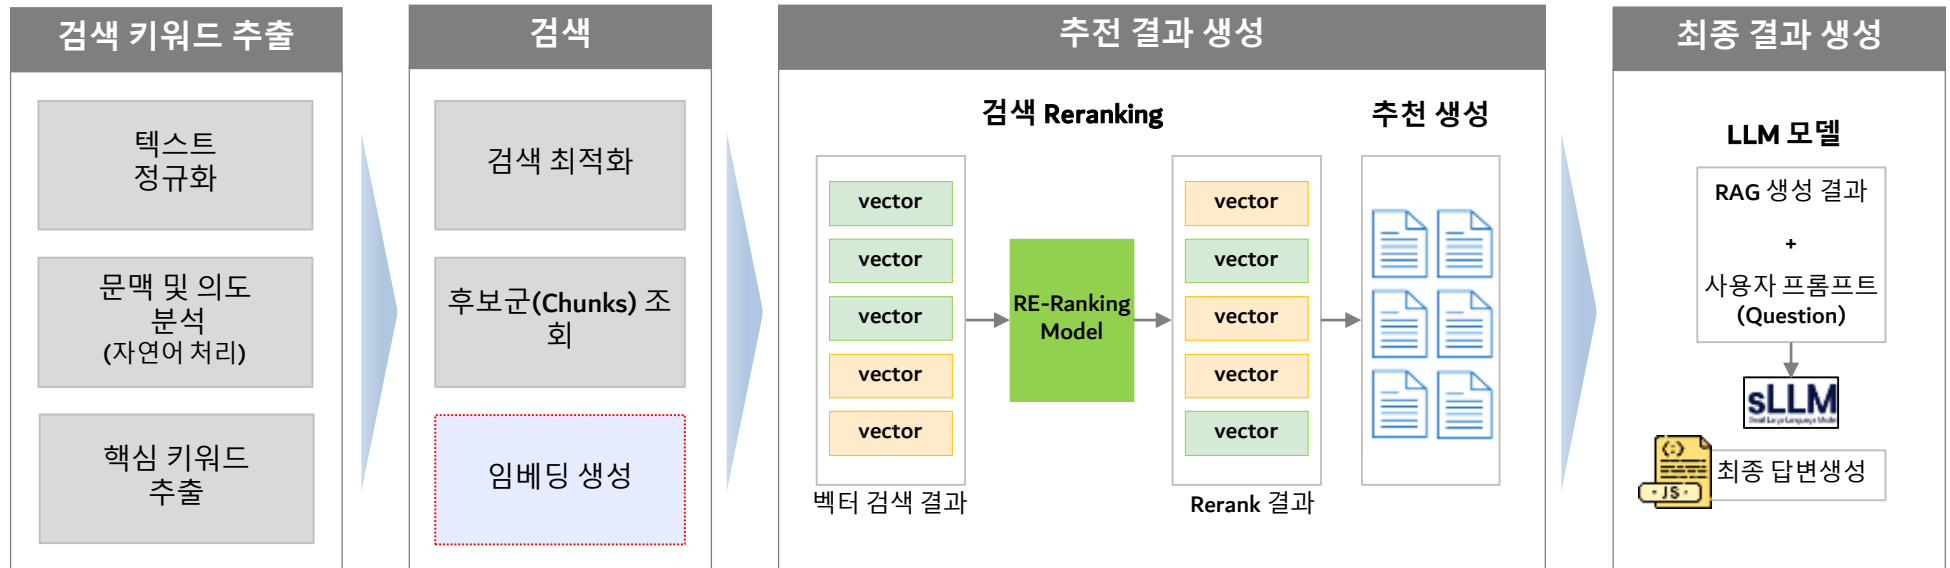 검색 키워드 추출
텍스트
정규화
문맥 및 의도
분석
(자연어 처리)
핵심 키워드
추출
검색
검색 최적화
후보군(Chunks) 조
회
임베딩 생성
추전 결과 생성
검색 Reranking
vector
vector
vector
vector
vector
벡터 검색 결과
RE-Ranking
Model
vector
vector
vector
vector
vector
Rerank 결과
추천 생성
최종 결과 생성
LLM 모델
RAG 생성 결과
+
사용자 프롬프트
(Question)
sLLM
Small Large Language Model
{:}
JS
최종 답변생성